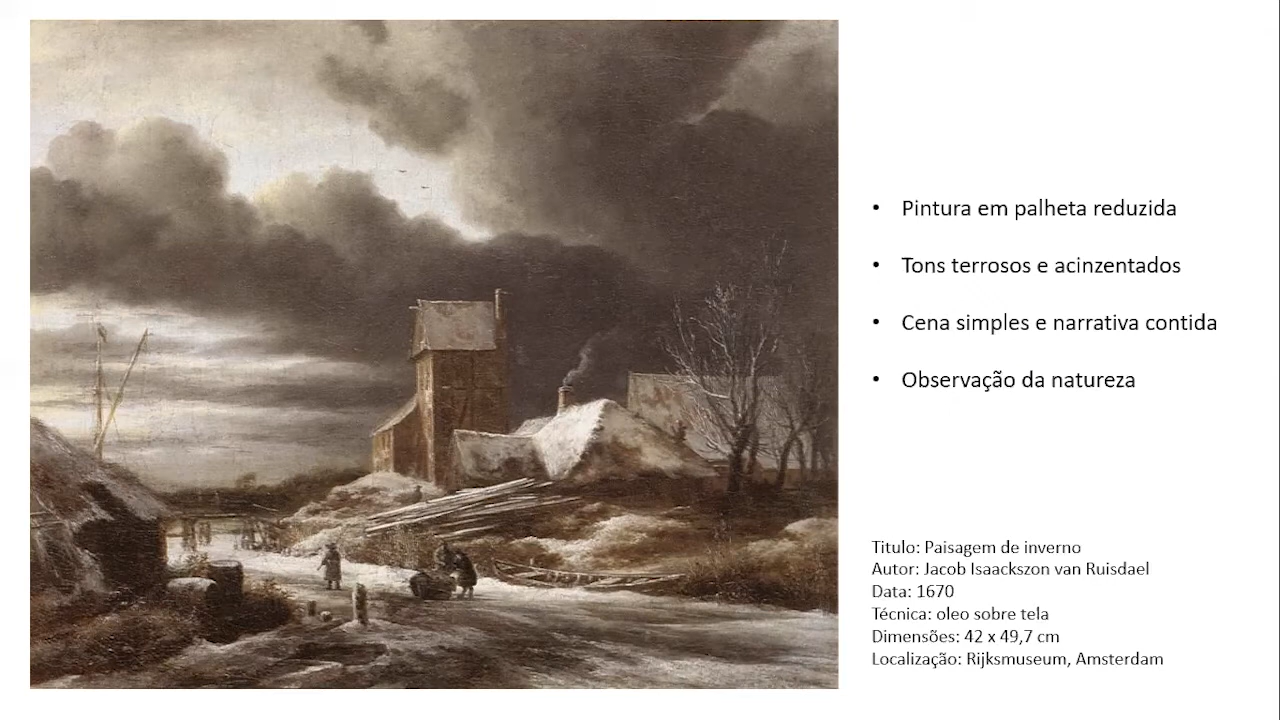 • Pintura em palheta reduzida
• Tons terrosos e acinzentados
• Cena simples e narrativa contida
• Observação da natureza
Titulo: Paisagem de inverno
Autor: Jacob Isaackszon van Ruisdael
Data: 1670
Técnica: oleo sobre tela
Dimensões: 42 x 49,7 cm
Localização: Rijksmuseum, Amsterdam